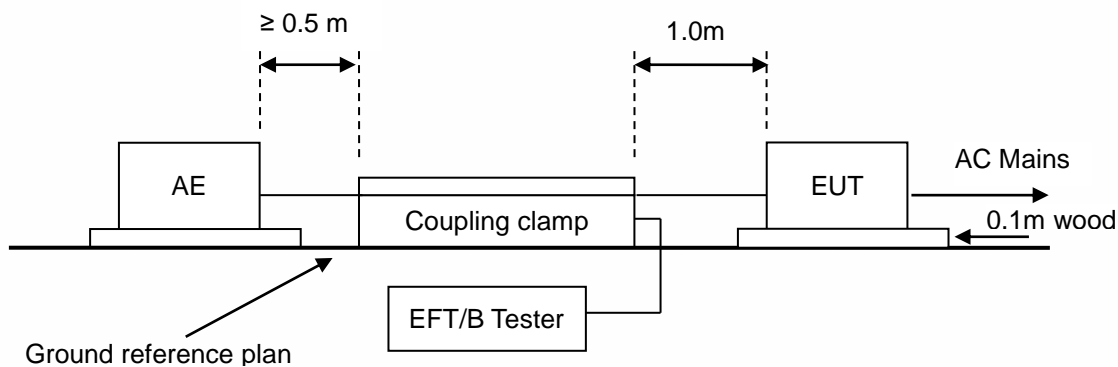 ≥ 0.5 m
1.0m
AE
EUT
AC Mains
Coupling clamp
0.1m wood
EFT/B Tester
Ground reference plan